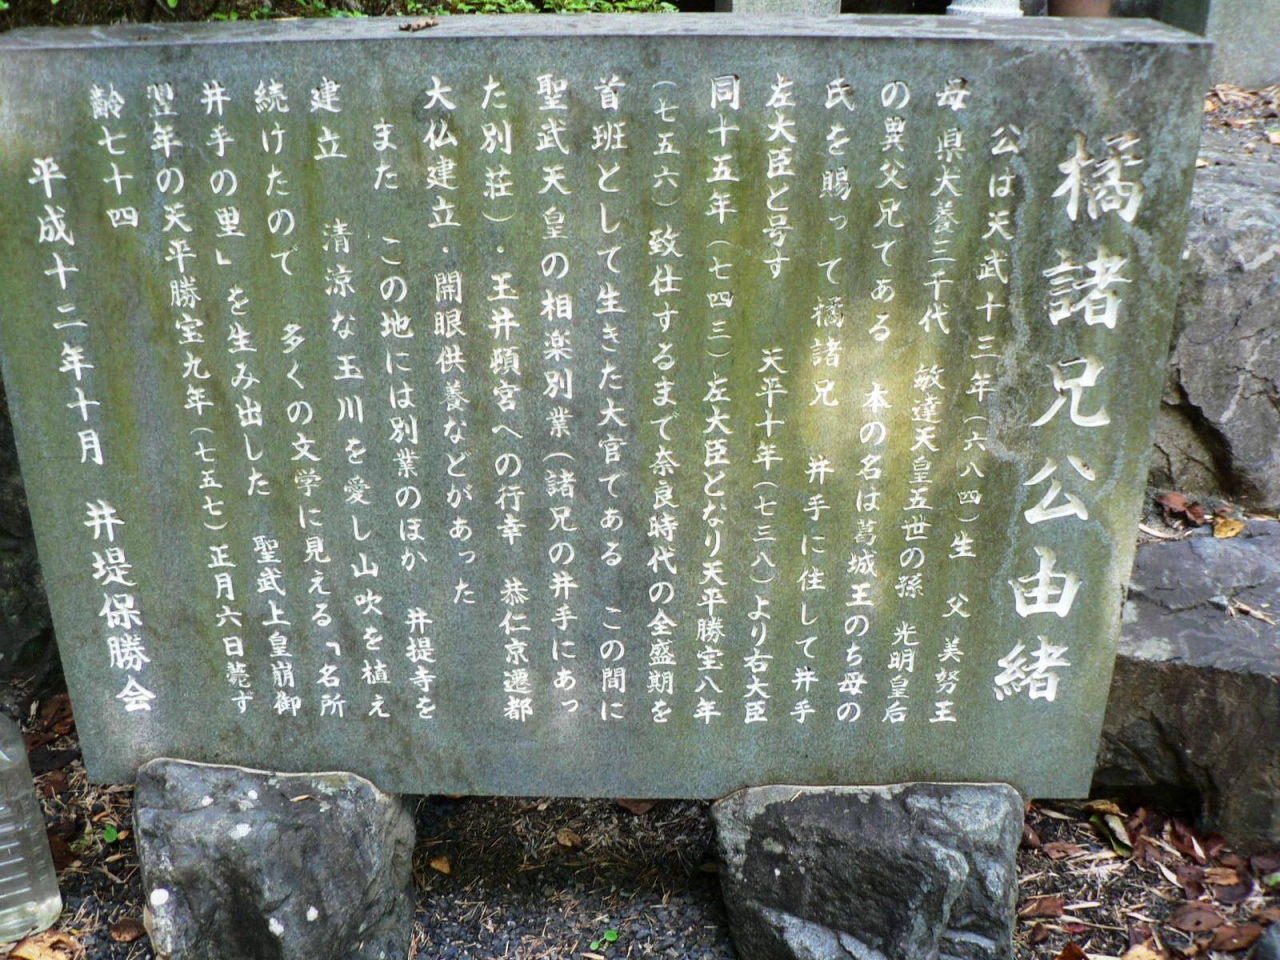 橘諸兄公由緒
公は天武十三年（六八四）生　父 美努王
母 県犬養三千代　敏達天皇五世の孫 光明皇后
の異父兄である　本の名は葛城王のち母の
氏を賜って橘諸兄　井手に住して井手
左大臣と号す　天平十年（七三八）より右大臣
同十五年（七四三）左大臣となり天平勝宝八年
（七五六）致仕するまで奈良時代の全盛期を
首班として生きた大官である　この間に
聖武天皇の相楽別業（諸兄の井手にあっ
た別荘）・玉井頓宮への行幸　恭仁京遷都
大仏建立・開眼供養などがあった
また　この地には別業のほか　井提寺を
建立　清涼な玉川を愛し山吹を植え
続けたので　多くの文学に見える「名所
井手の里」を生み出した　聖武上皇崩御
翌年の天平勝宝九年（七五七）正月六日薨ず
齢七十四
平成十二年十月　井堤保勝会